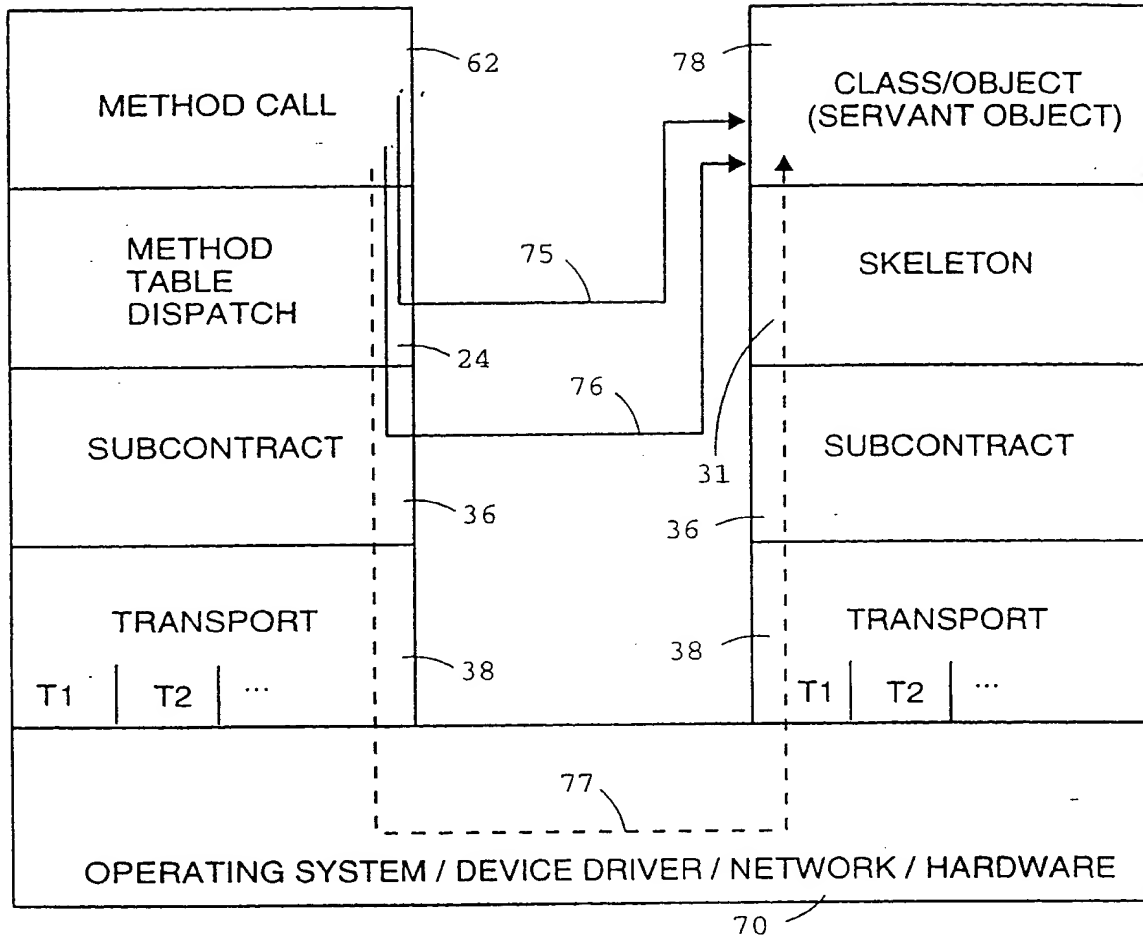 62
METHOD CALL
78
CLASS/OBJECT
(SERVANT OBJECT)
METHOD
TABLE
DISPATCH
75
SKELETON
24
76
31
SUBCONTRACT
36
SUBCONTRACT
36
TRANSPORT
38
T1 T2 ...
TRANSPORT
38
T1 T2 ...
77
OPERATING SYSTEM / DEVICE DRIVER / NETWORK / HARDWARE
70